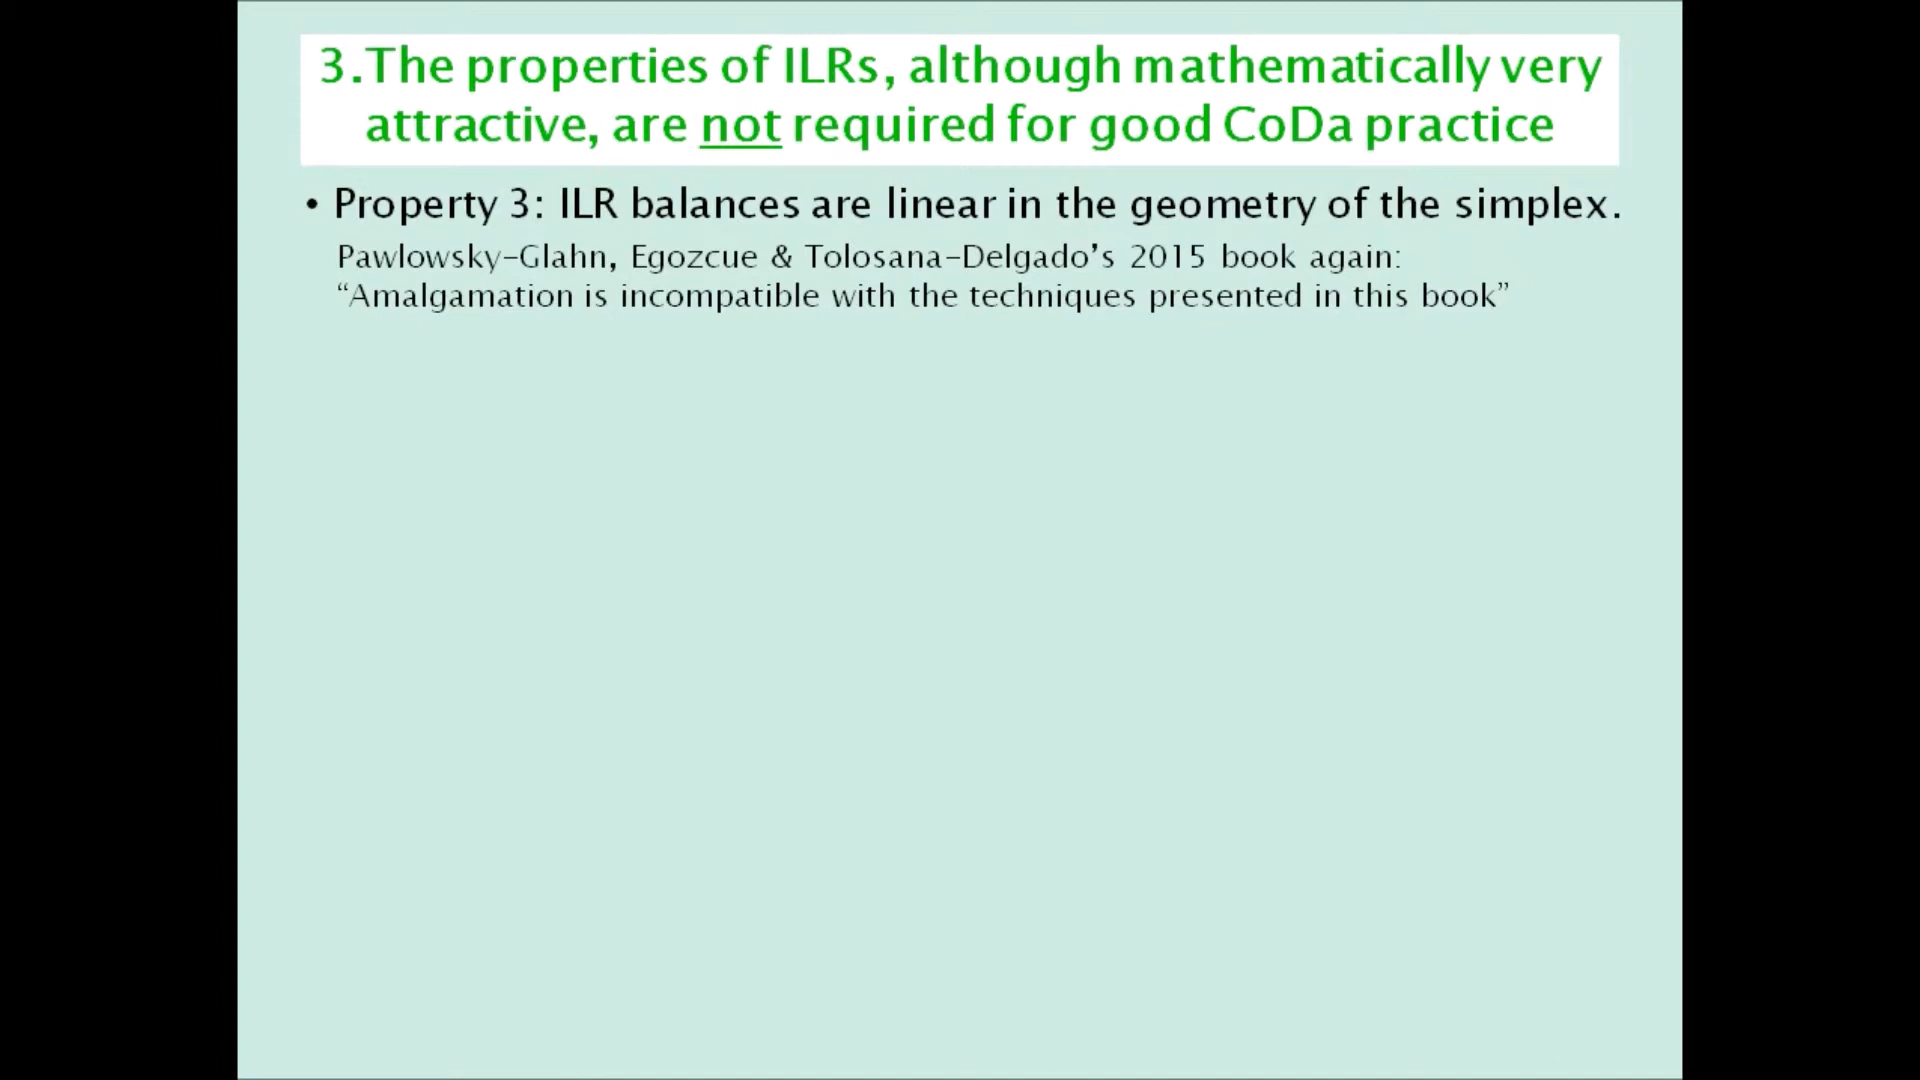 3.The properties of ILRs, although mathematically very
attractive, are not required for good CoDa practice
• Property 3: ILR balances are linear in the geometry of the simplex.
Pawlowsky-Glahn, Egozcue & Tolosana-Delgado's 2015 book again:
“Amalgamation is incompatible with the techniques presented in this book”